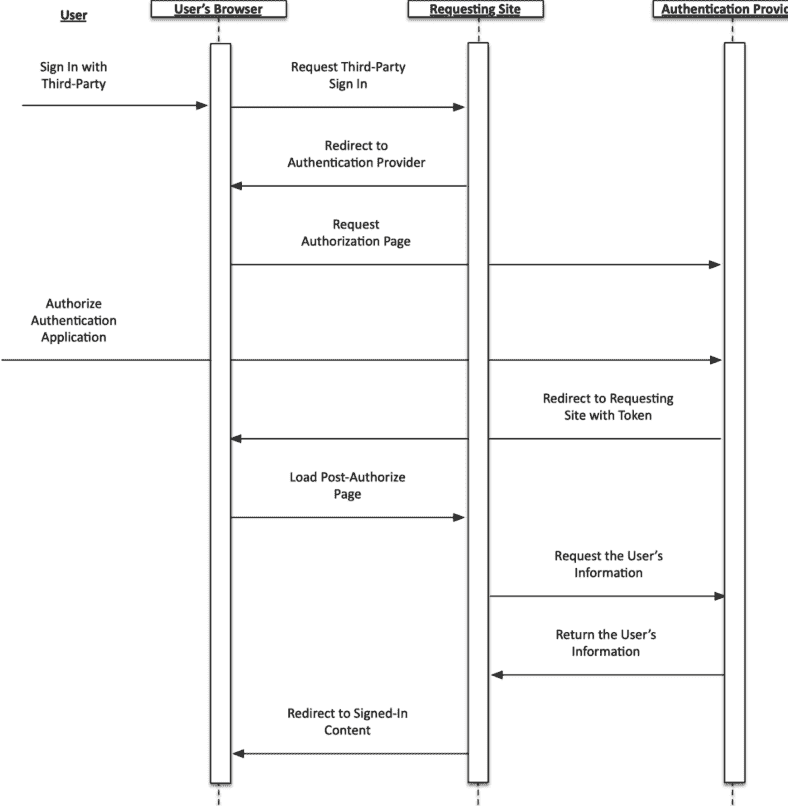 User
User's Browser
Requesting Site
Authentication Provid
Sign In with
Third-Party
Request Third-Party
Sign In
Redirect to
Authentication Provider
Request
Authorization Page
Authorize
Authentication
Application
Redirect to Requesting
Site with Token
Load Post-Authorize
Page
Request the User's
Information
Return the User's
Information
Redirect to Signed-In
Content